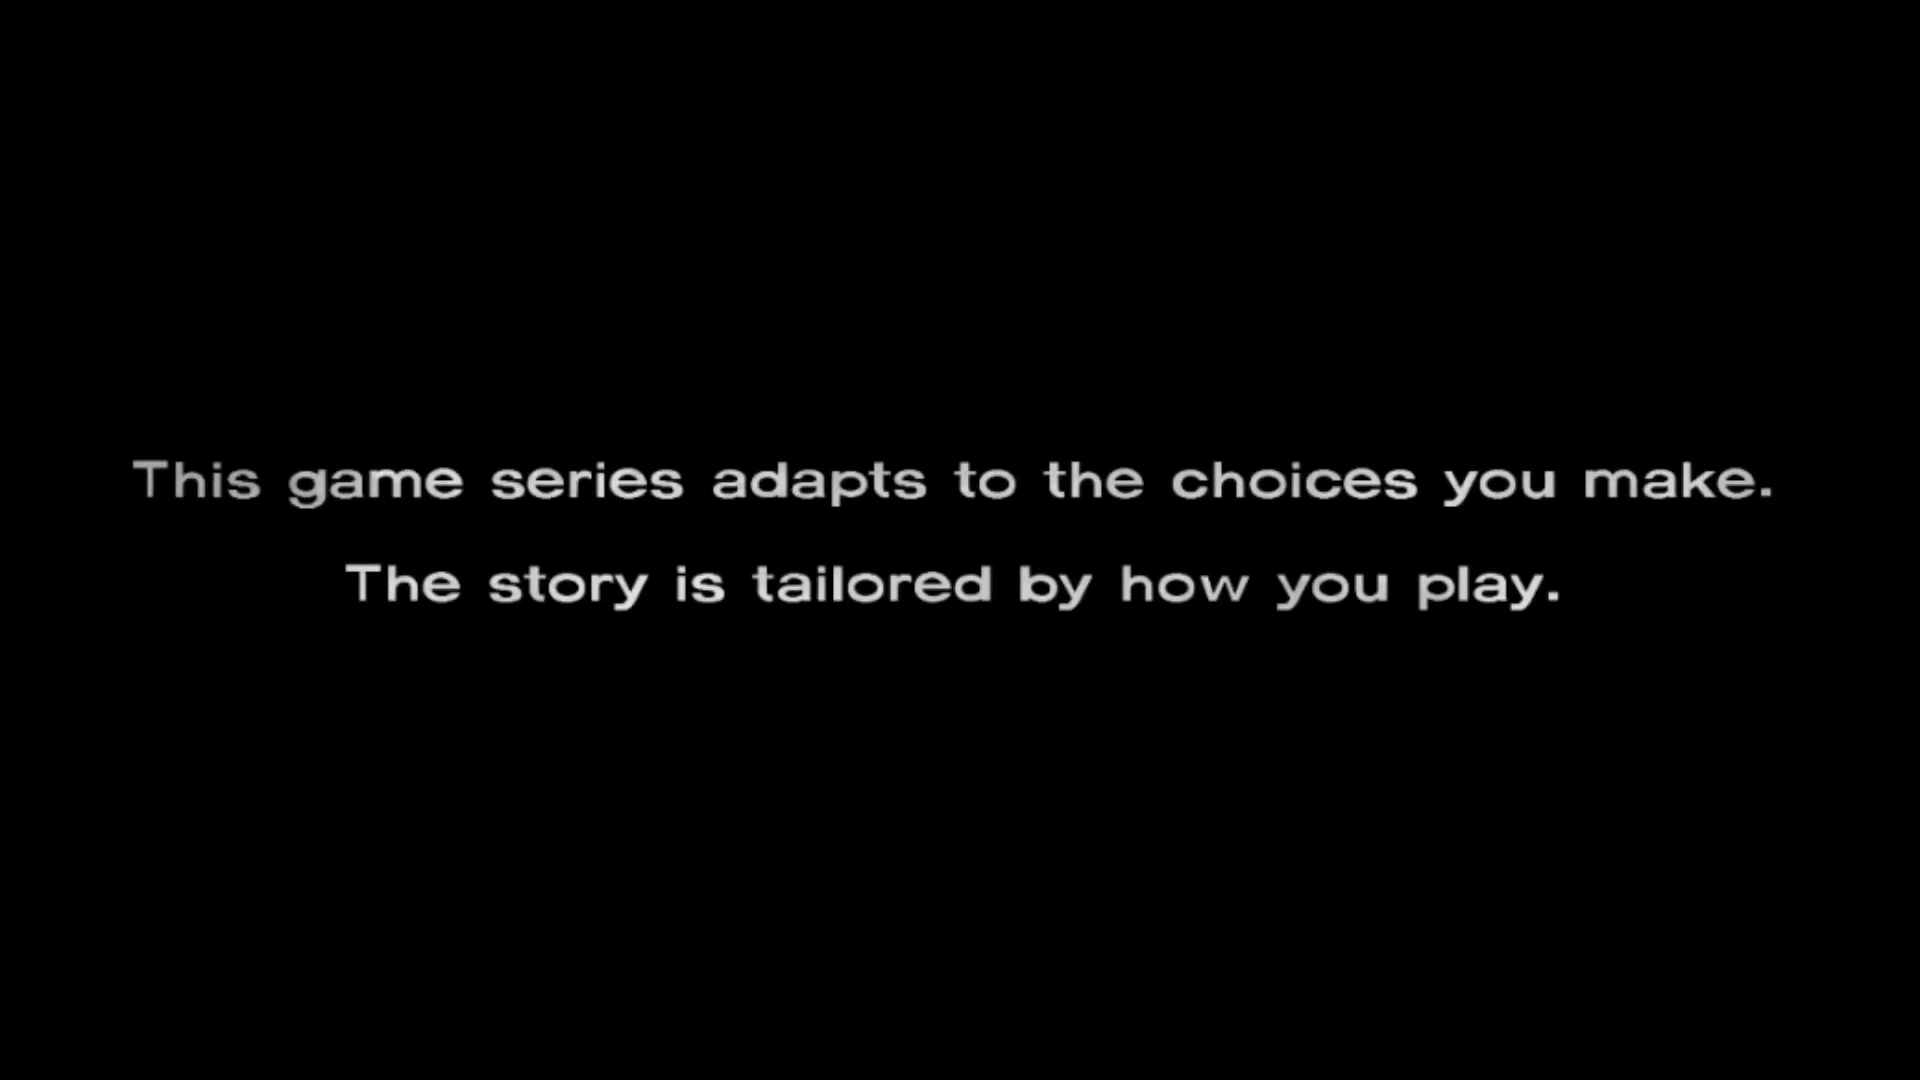 This game series adapts to the choices you make.
The story is tailored by how you play.